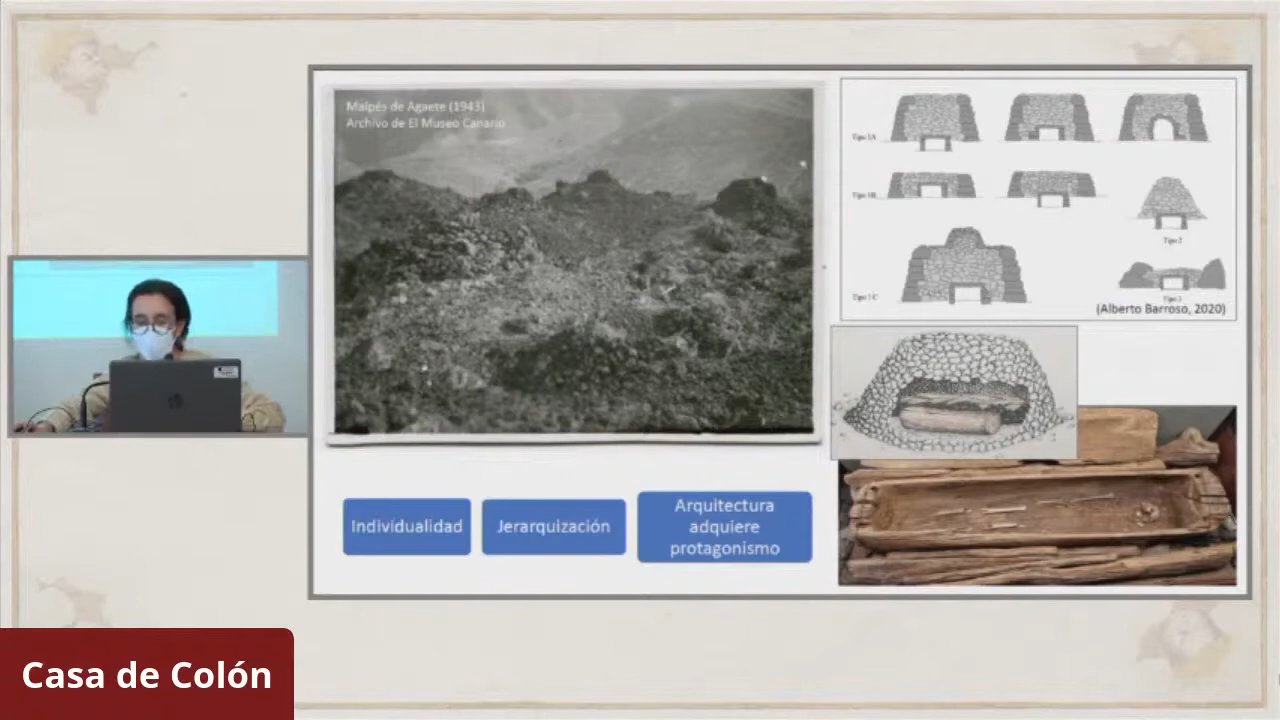 Malpés de Agaete (1943)
Archivo de El Museo Canario
Tipo 1A
Tipo 1B
Tipo 2
Tipo 1C
Tipo 3
(Alberto Barroso, 2020)
Individualidad
Jerarquización
Arquitectura
adquiere
protagonismo
Casa de Colón